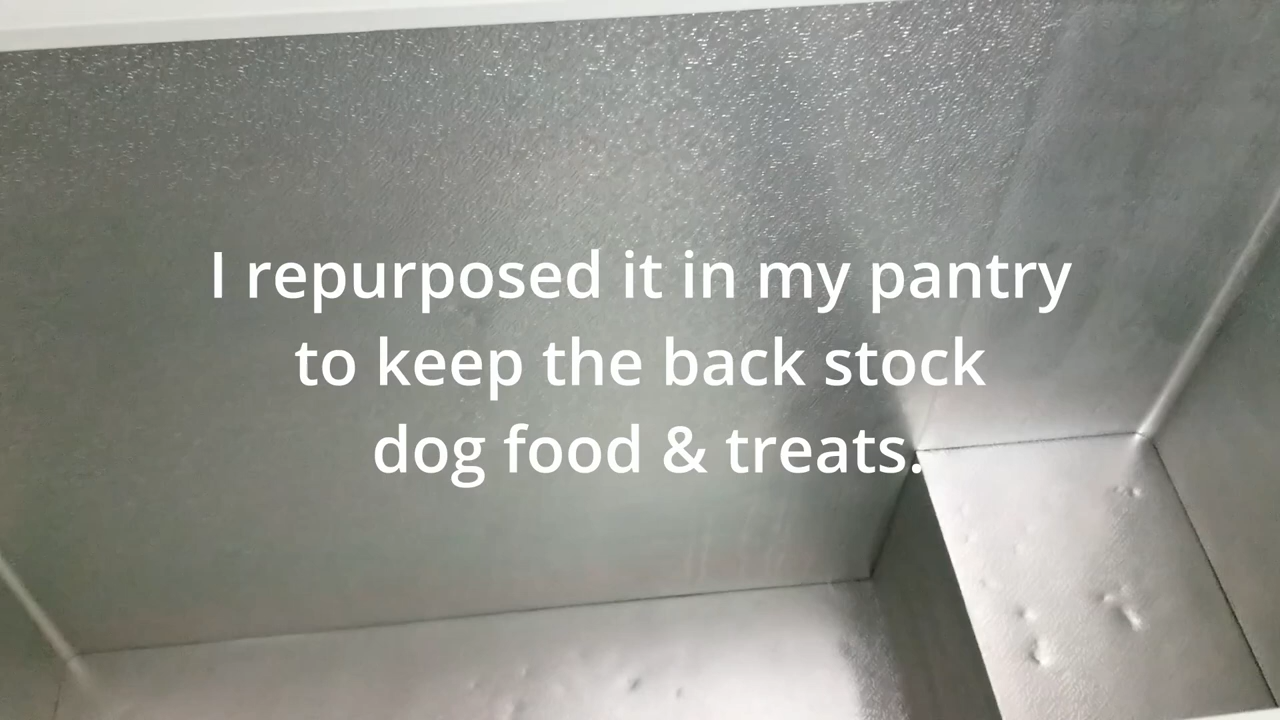 I repurposed it in my pantry
to keep the back stock
dog food & treats.